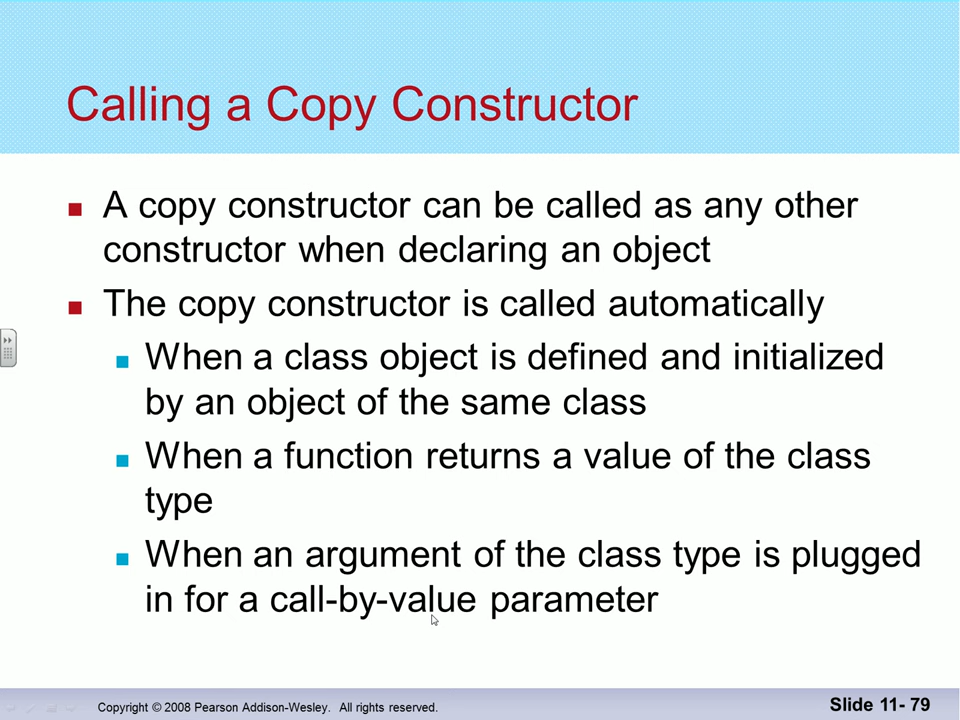 Calling a Copy Constructor
A copy constructor can be called as any other
constructor when declaring an object
The copy constructor is called automatically
When a class object is defined and initialized
by an object of the same class
When a function returns a value of the class
type
When an argument of the class type is plugged
in for a call-by-value parameter
Copyright © 2008 Pearson Addison-Wesley. All rights reserved.
Slide 11- 79